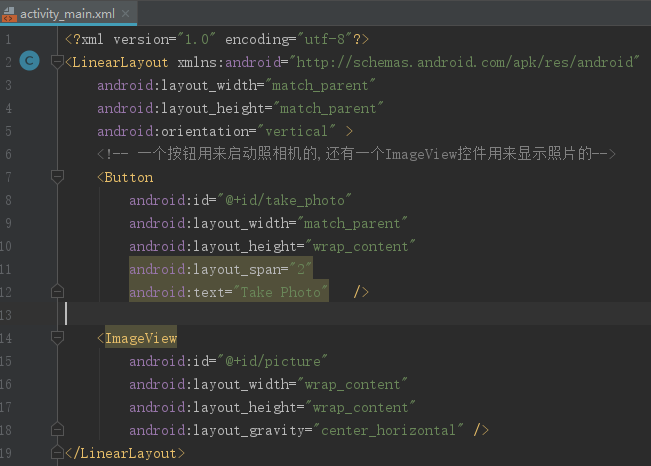 activity_main.xml
1 <?xml version="1.0" encoding="utf-8"?>
2 <LinearLayout xmlns:android="http://schemas.android.com/apk/res/android"
3 android:layout_width="match_parent"
4 android:layout_height="match_parent"
5 android:orientation="vertical" >
6 <!-- 一个按钮用来启动照相机的,还有一个ImageView控件用来显示照片的-->
7 <Button
8 android:id="@+id/take_photo"
9 android:layout_width="match_parent"
10 android:layout_height="wrap_content"
11 android:layout_span="2"
12 android:text="Take Photo" />
13
14 <ImageView
15 android:id="@+id/picture"
16 android:layout_width="wrap_content"
17 android:layout_height="wrap_content"
18 android:layout_gravity="center_horizontal" />
19 </LinearLayout>